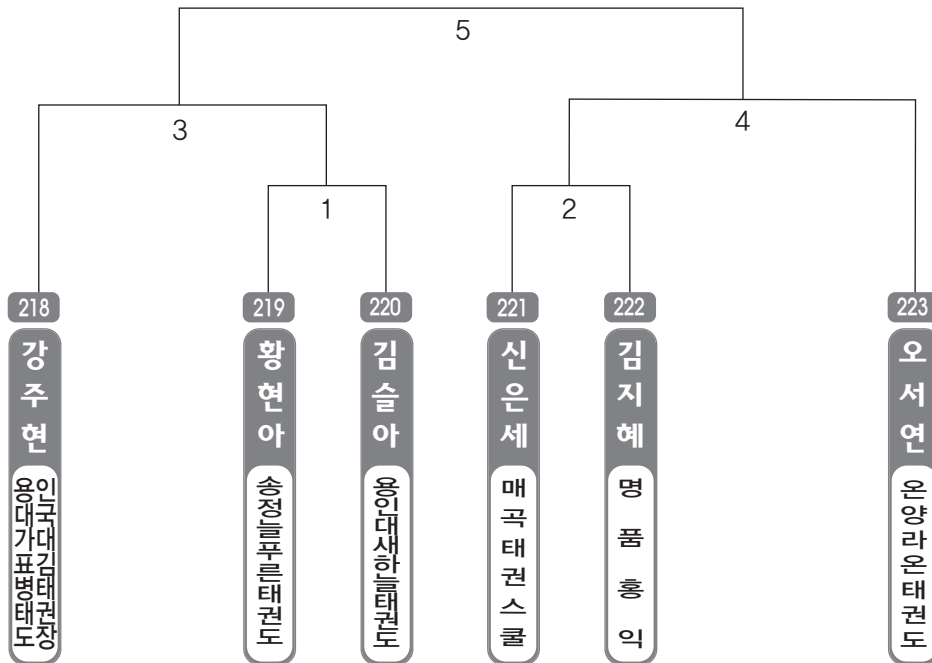 5
3
4
1
2
218
강주현
용인대국가대표김병태태권도장
219
황현아
송정늘푸른태권도
220
김슬아
용인대새하늘태권도
221
신은세
매곡태권스쿨
222
김지혜
명품홍익
223
오서연
온양라온태권도